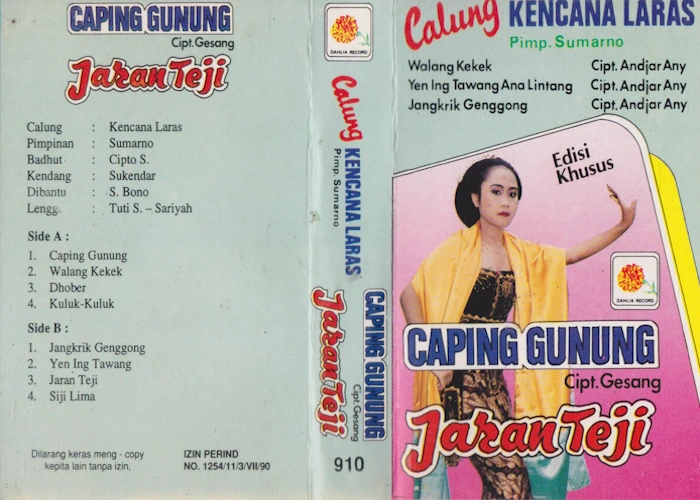 CAPING GUNUNG
Cipt.Gesang
Jaran Teji
Calung : Kencana Laras
Pimpinan : Sumarno
Badhut : Cipto S.
Kendang : Sukendar
Dibantu : S. Bono
Lengg. : Tuti S. – Sariyah
Side A :
1. Caping Gunung
2. Walang Kekek
3. Dhober
4. Kuluk-Kuluk
Side B :
1. Jangkrik Genggong
2. Yen Ing Tawang
3. Jaran Teji
4. Siji Lima
Dilarang keras meng - copy
kepita lain tanpa izin.
IZIN PERIND
NO. 1254/11/3/VII/90
DAHLIA RECORD
Calung KENCANA LARAS
Pimp. Sumarno
CAPING GUNUNG
Cipt. Gesang
Jaran Teji
910
Calung KENCANA LARAS
Pimp. Sumarno
Walang Kekek Cipt. Andjar Any
Yen Ing Tawang Ana Lintang Cipt. Andjar Any
Jangkrik Genggong Cipt. Andjar Any
Edisi
Khusus
DAHLIA RECORD
CAPING GUNUNG
Cipt. Gesang
Jaran Teji